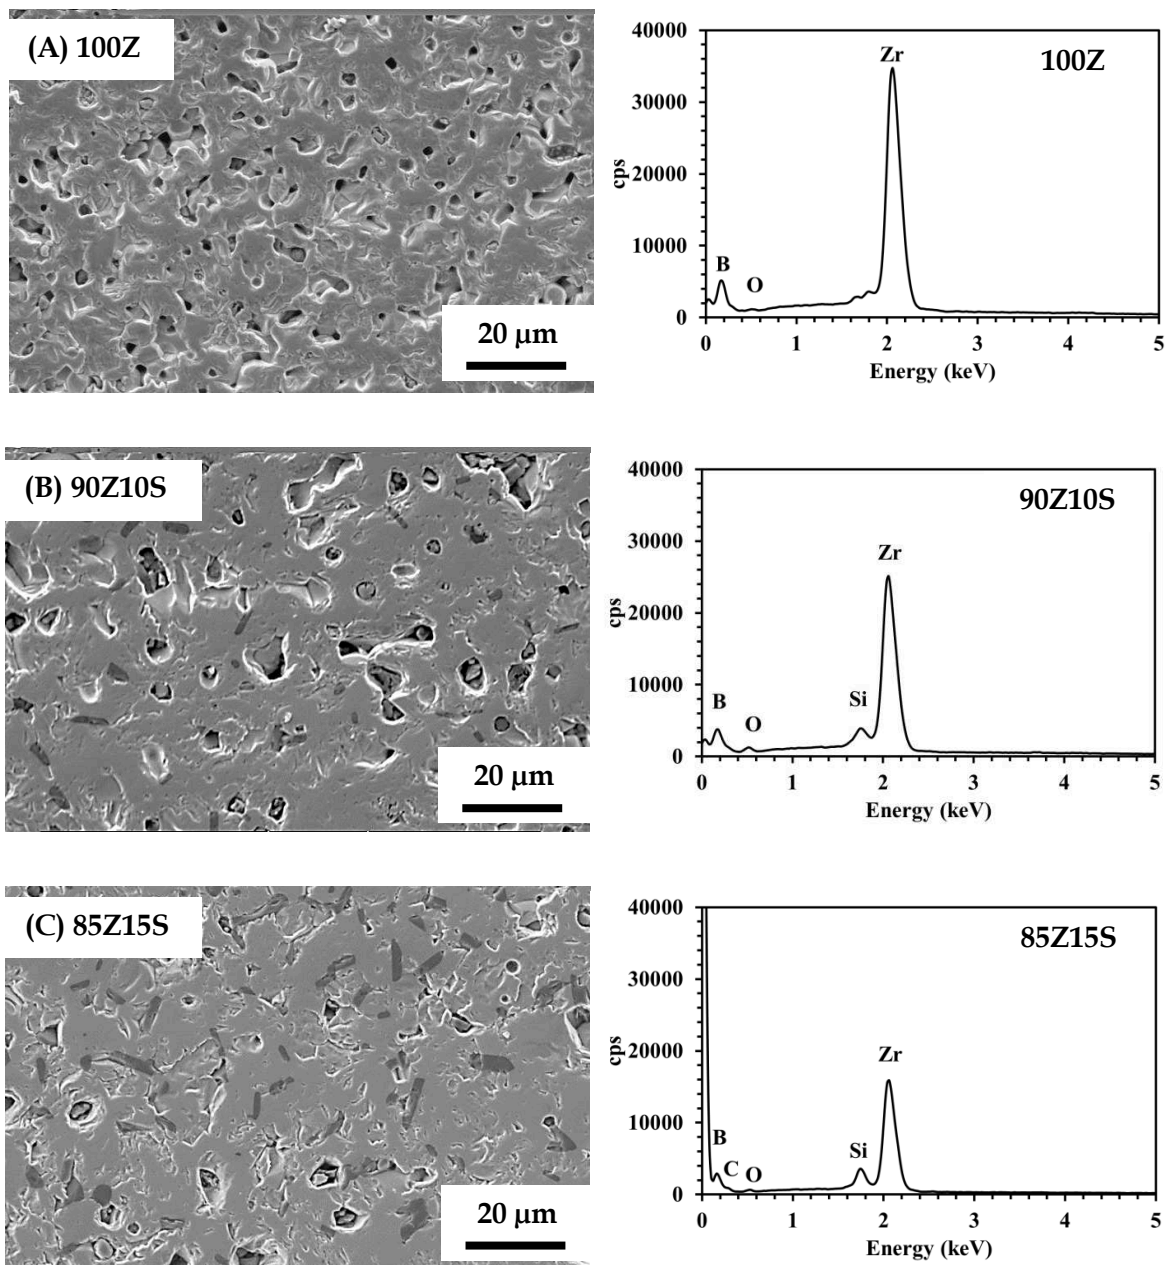 (A) 100Z
20 µm
40000
30000
20000
10000
0
cps
100Z
Zr
B
O
0 1 2 3 4 5
Energy (keV)
(B) 90Z10S
20 µm
40000
30000
20000
10000
0
cps
90Z10S
Zr
Si
B
O
0 1 2 3 4 5
Energy (keV)
(C) 85Z15S
20 µm
40000
30000
20000
10000
0
cps
85Z15S
Zr
Si
B
C
O
0 1 2 3 4 5
Energy (keV)